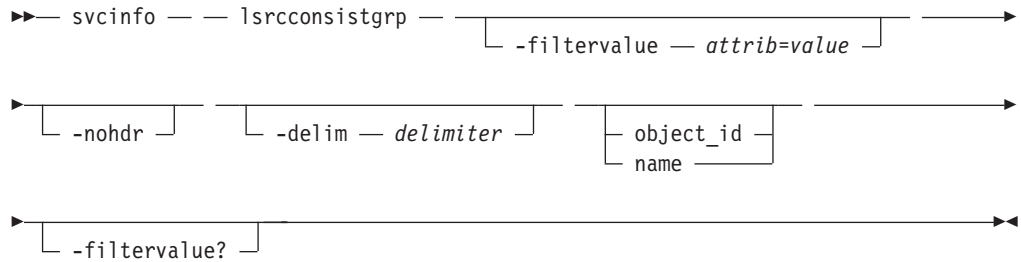 svcinfo lsrcconsistgrp
-filtervalue attrib=value
-nohdr -delim delimiter object_id
name
-filtervalue?